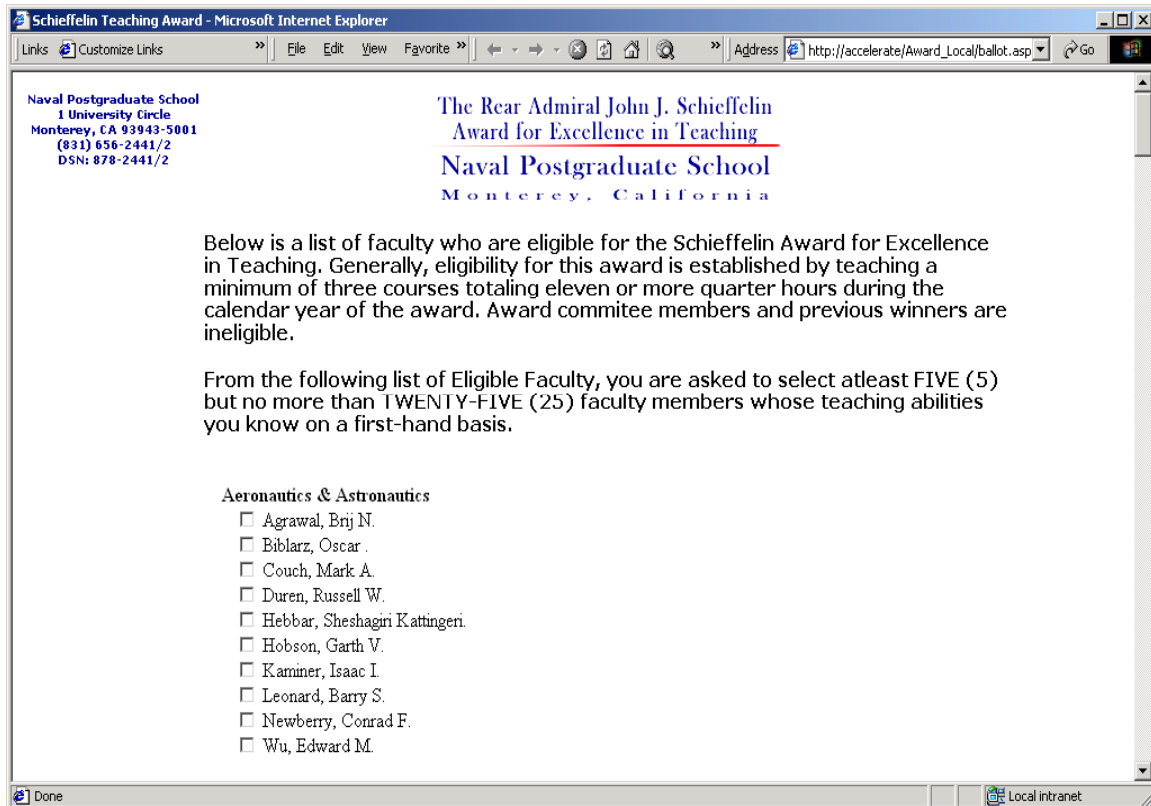 Schieffelin Teaching Award - Microsoft Internet Explorer
Links Customize Links » File Edit View Favorite » » Address http://accelerate/Award_Local/ballot.asp Go
Naval Postgraduate School
1 University Circle
Monterey, CA 93943-5001
(831) 656-2441/2
DSN: 878-2441/2
The Rear Admiral John J. Schieffelin
Award for Excellence in Teaching
Naval Postgraduate School
Monterey, California
Below is a list of faculty who are eligible for the Schieffelin Award for Excellence
in Teaching. Generally, eligibility for this award is established by teaching a
minimum of three courses totaling eleven or more quarter hours during the
calendar year of the award. Award commitee members and previous winners are
ineligible.
From the following list of Eligible Faculty, you are asked to select atleast FIVE (5)
but no more than TWENTY-FIVE (25) faculty members whose teaching abilities
you know on a first-hand basis.
Aeronautics & Astronautics
Agrawal, Brij N.
Biblarz, Oscar .
Couch, Mark A.
Duren, Russell W.
Hebbar, Sheshagiri Kattingeri.
Hobson, Garth V.
Kaminer, Isaac I.
Leonard, Barry S.
Newberry, Conrad F.
Wu, Edward M.
Done Local intranet